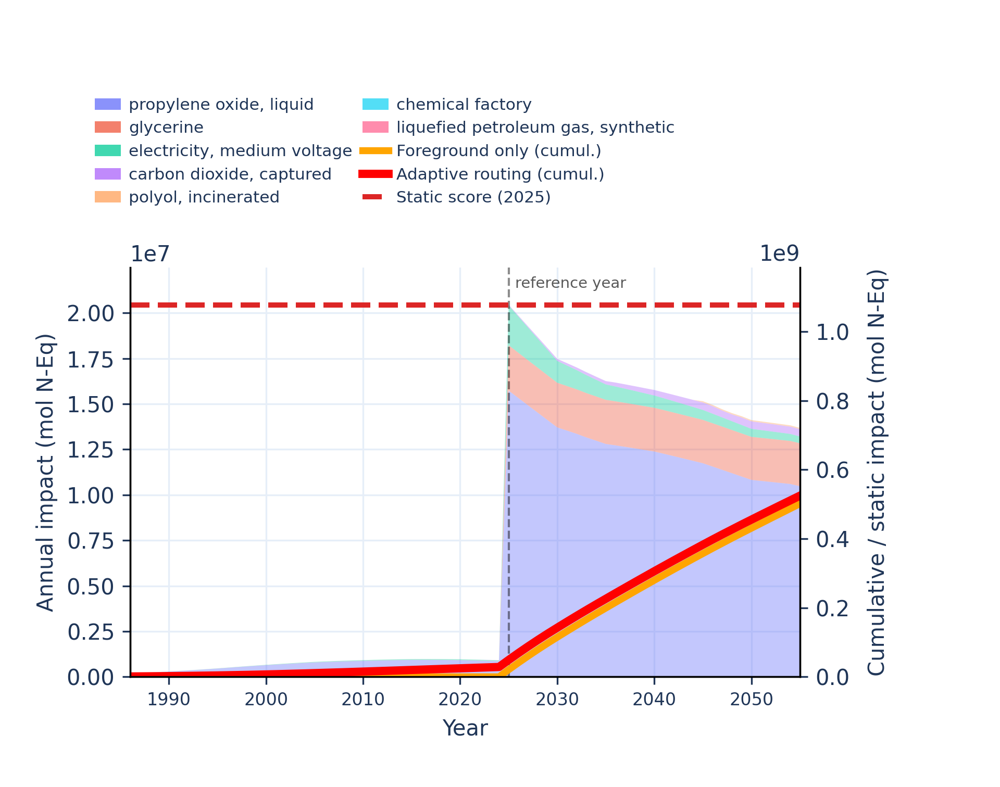 propylene oxide, liquid
glycerine
electricity, medium voltage
carbon dioxide, captured
polyol, incinerated
chemical factory
liquefied petroleum gas, synthetic
Foreground only (cumul.)
Adaptive routing (cumul.)
Static score (2025)
1e7
1e9
reference year
2.00
1.75
1.50
1.25
1.00
0.75
0.50
0.25
0.00
Annual impact (mol N-Eq)
1.0
0.8
0.6
0.4
0.2
0.0
Cumulative / static impact (mol N-Eq)
1990
2000
2010
2020
2030
2040
2050
Year